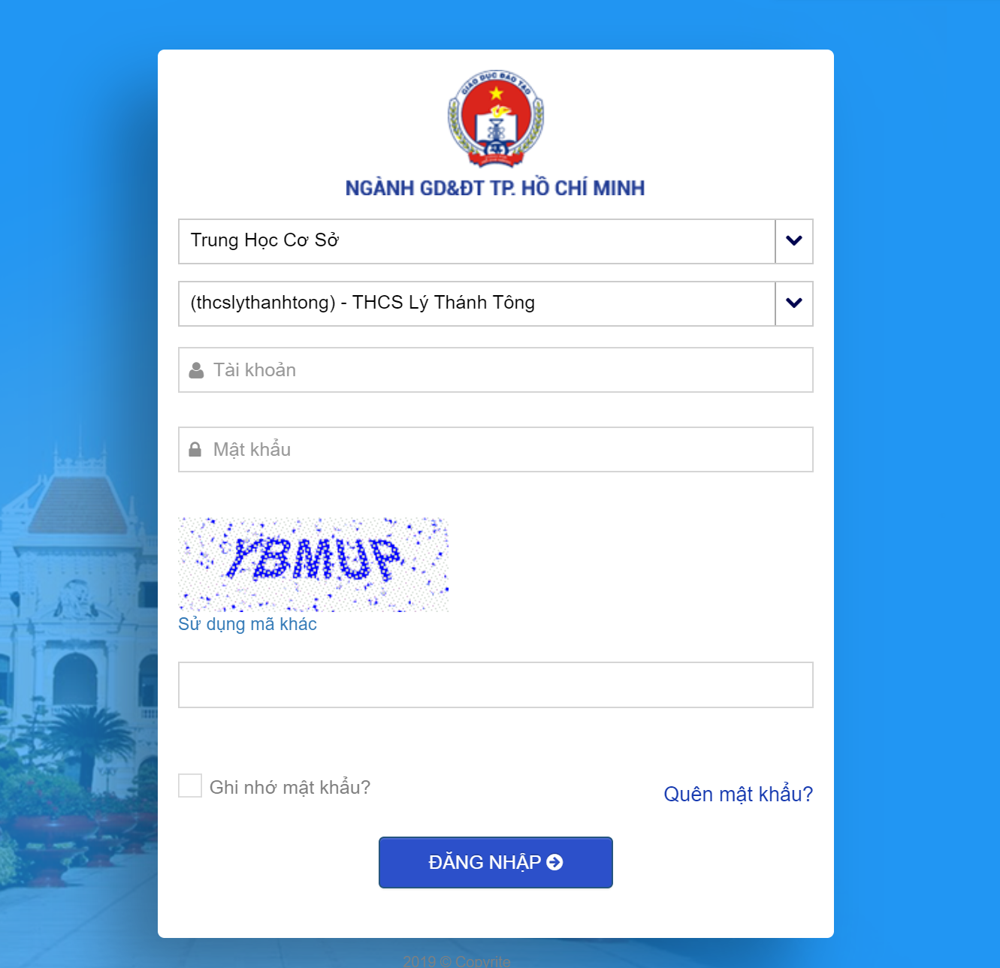 GIÁO DỤC ĐÀO TẠO
NGÀNH GD&ĐT TP. HỒ CHÍ MINH
Trung Học Cơ Sở
(thcslythanhtong) - THCS Lý Thánh Tông
Tài khoản
Mật khẩu
YBMUP
Sử dụng mã khác
Ghi nhớ mật khẩu?
Quên mật khẩu?
ĐĂNG NHẬP
2019 © Copyrite